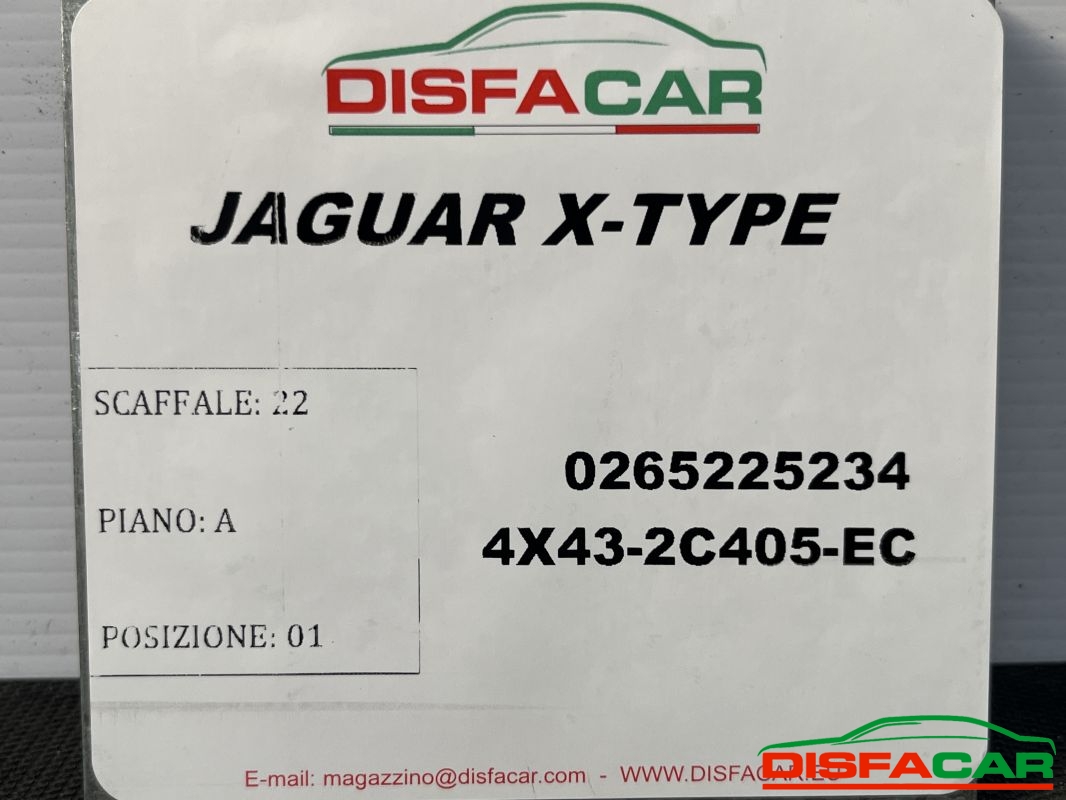 DISFACAR
JAGUAR X-TYPE
SCAFFALE: 22
0265225234
PIANO: A
4X43-2C405-EC
POSIZIONE: 01
E-mail: magazzino@disfacar.com - WWW.DISFACAR.EU
DISFACAR